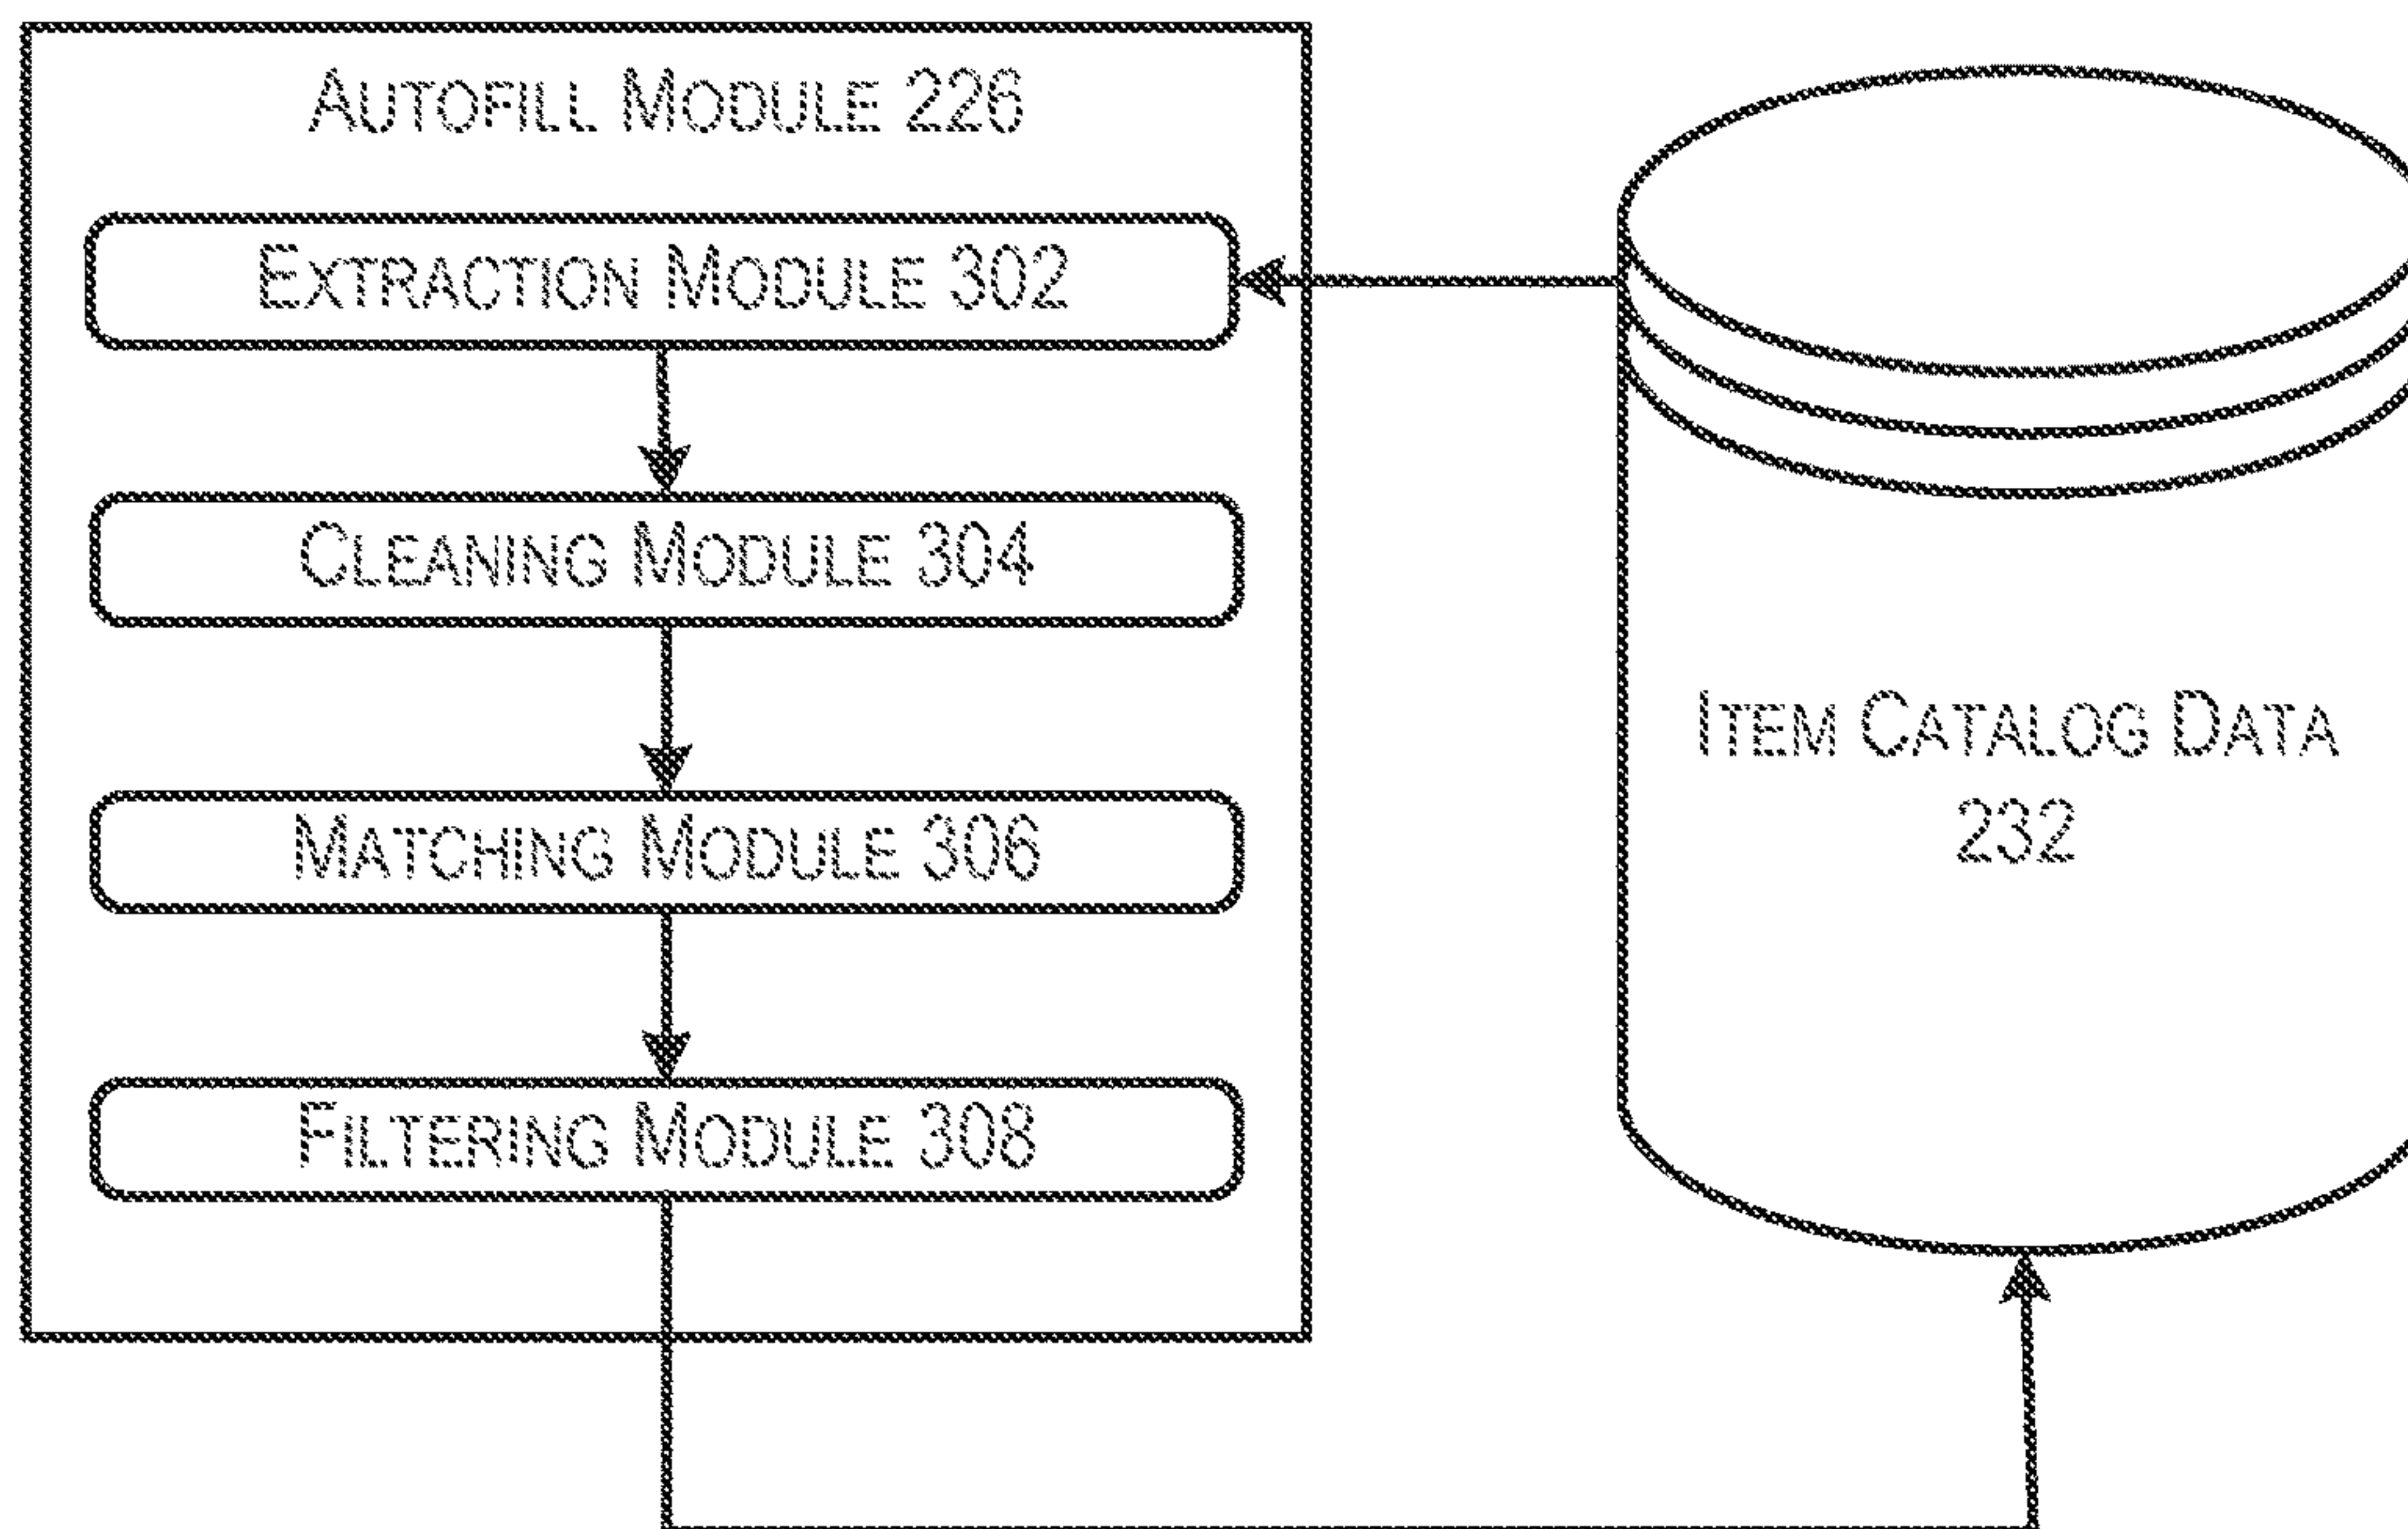 AUTOFILL MODULE 226
EXTRACTION MODULE 302
CLEANING MODULE 304
MATCHING MODULE 306
FILTERING MODULE 308
ITEM CATALOG DATA
232